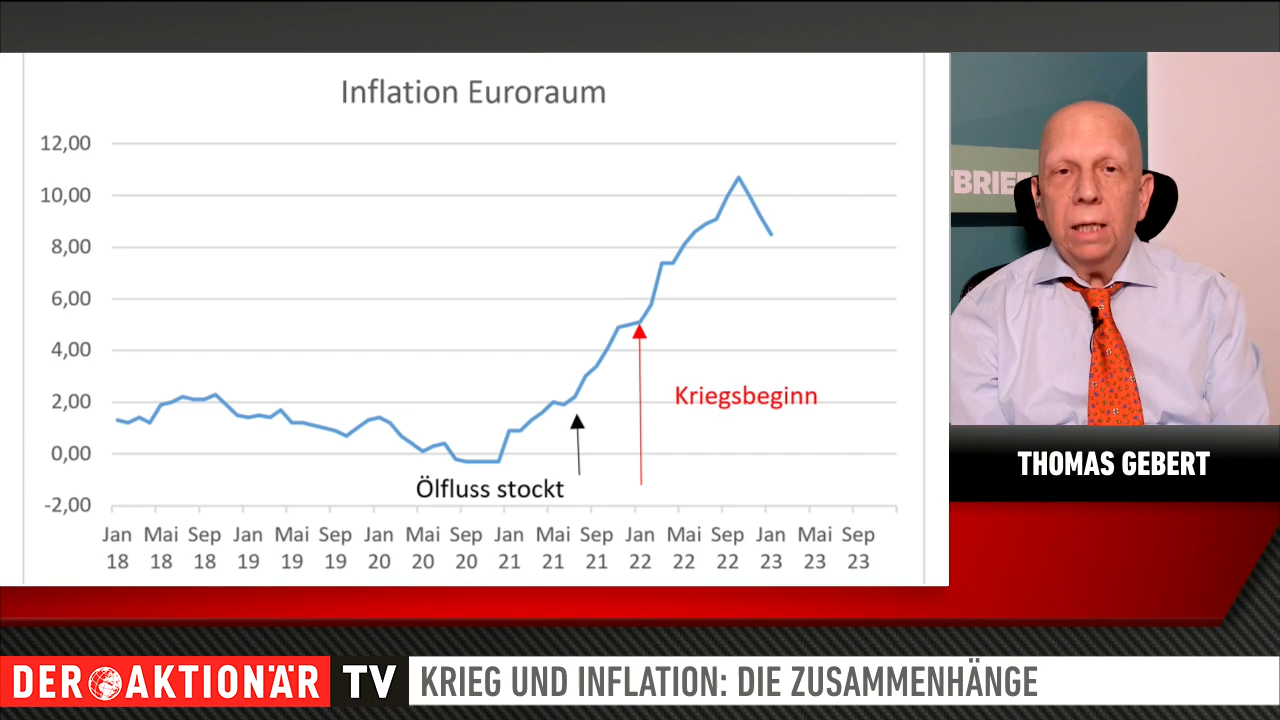 Inflation Euroraum
12,00
10,00
8,00
6,00
4,00
2,00
0,00
-2,00
Kriegsbeginn
Ölfluss stockt
Jan Mai Sep Jan Mai Sep Jan Mai Sep Jan Mai Sep Jan Mai Sep Jan Mai Sep
18 18 18 19 19 19 20 20 20 21 21 21 22 22 22 23 23 23
TBRIEF
THOMAS GEBERT
DER AKTIONÄR TV
KRIEG UND INFLATION: DIE ZUSAMMENHÄNGE